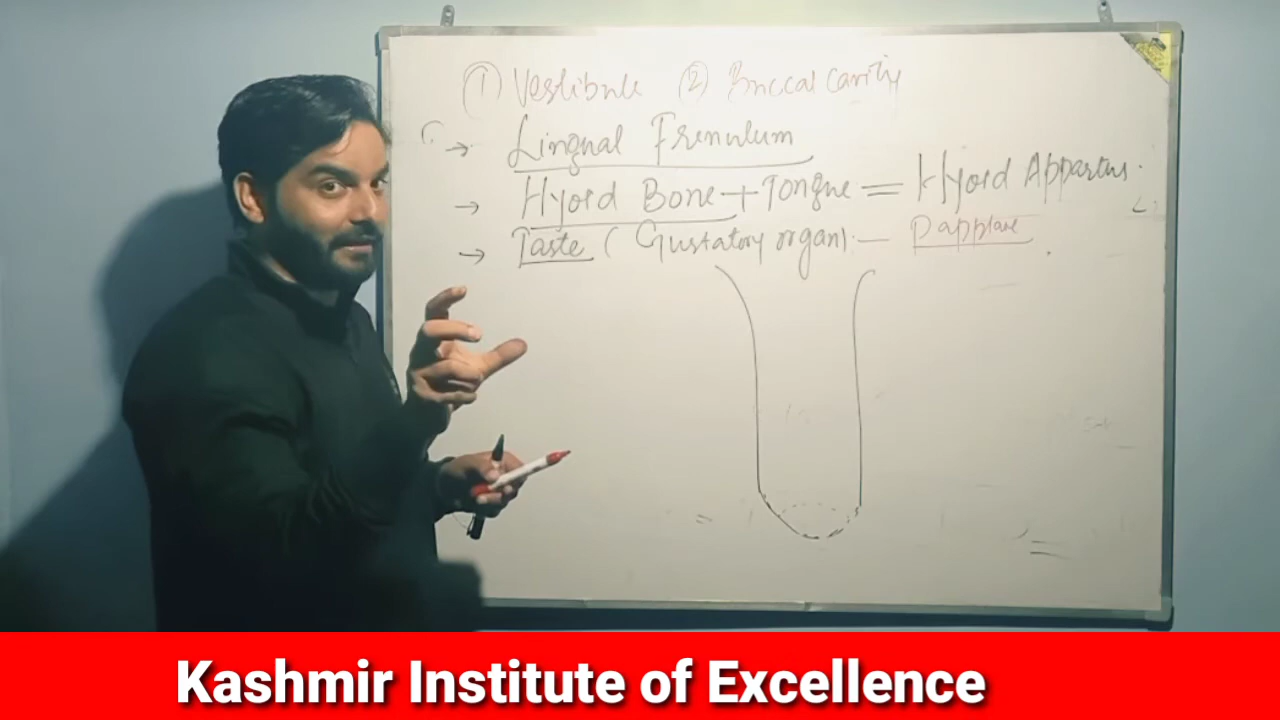 ① Vestibule ② Buccal cavity
→ Lingual Frenulum
→ Hyoid Bone + Tongue = Hyoid Apparatus.
→ Taste (Gustatory organ) — Papplae
Kashmir Institute of Excellence